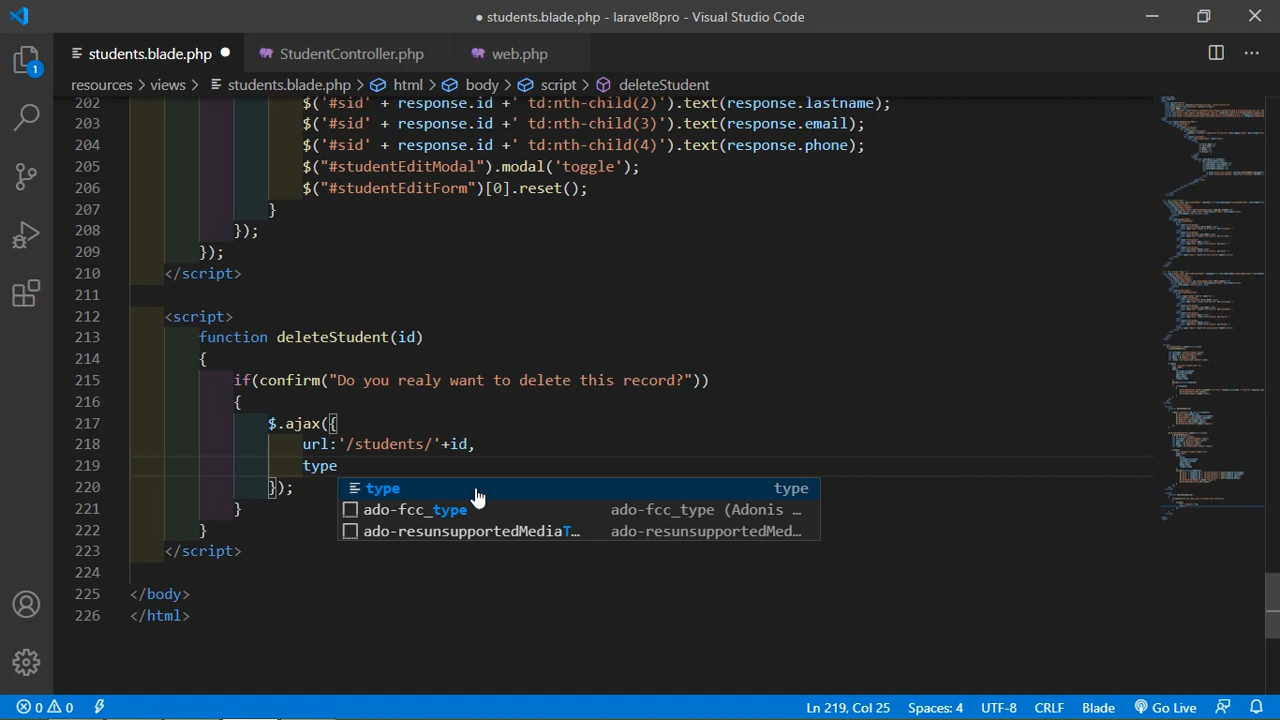 ● students.blade.php - laravel8pro - Visual Studio Code
students.blade.php ● StudentController.php web.php
1
resources > views > students.blade.php > html > body > script > deleteStudent
202 $('#sid' + response.id +' td:nth-child(2)').text(response.lastname);
203 $('#sid' + response.id +' td:nth-child(3)').text(response.email);
204 $('#sid' + response.id +' td:nth-child(4)').text(response.phone);
205 $("#studentEditModal").modal('toggle');
206 $("#studentEditForm")[0].reset();
207 }
208 });
209 });
210 </script>
211
212 <script>
213 function deleteStudent(id)
214 {
215 if(confirm("Do you realy want to delete this record?"))
216 {
217 $.ajax({
218 url:'/students/'+id,
219 type
220 });
type type
221 }
ado-fcc_type ado-fcc_type (Adonis …
222 }
ado-resunsupportedMediaT… ado-resunsupportedMed…
223 </script>
224
225 </body>
226 </html>
0 0 Ln 219, Col 25 Spaces: 4 UTF-8 CRLF Blade Go Live